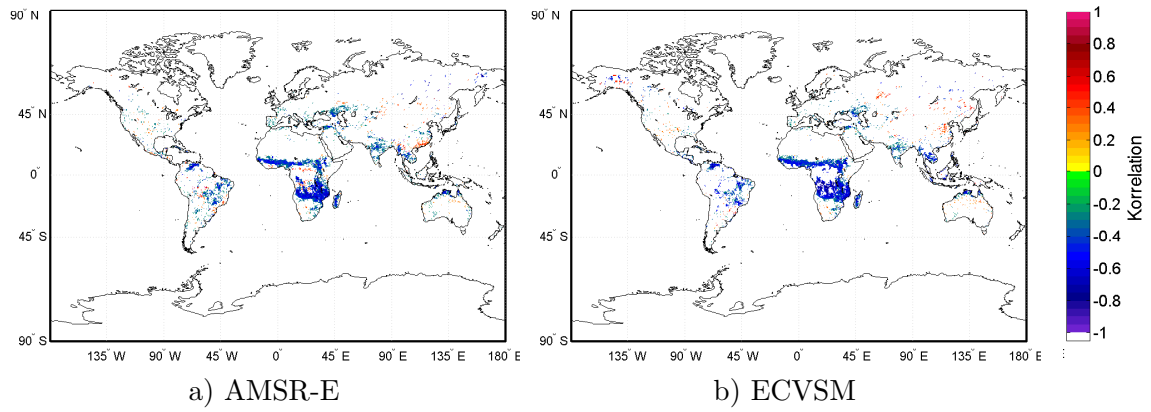 90° N
45° N
0°
45° S
90° S
135° W
90° W
45° W
0°
45° E
90° E
135° E
180° E
a) AMSR-E
90° N
45° N
0°
45° S
90° S
135° W
90° W
45° W
0°
45° E
90° E
135° E
180° E
b) ECVSM
1
0.8
0.6
0.4
0.2
0
-0.2
-0.4
-0.6
-0.8
-1
Korrelation